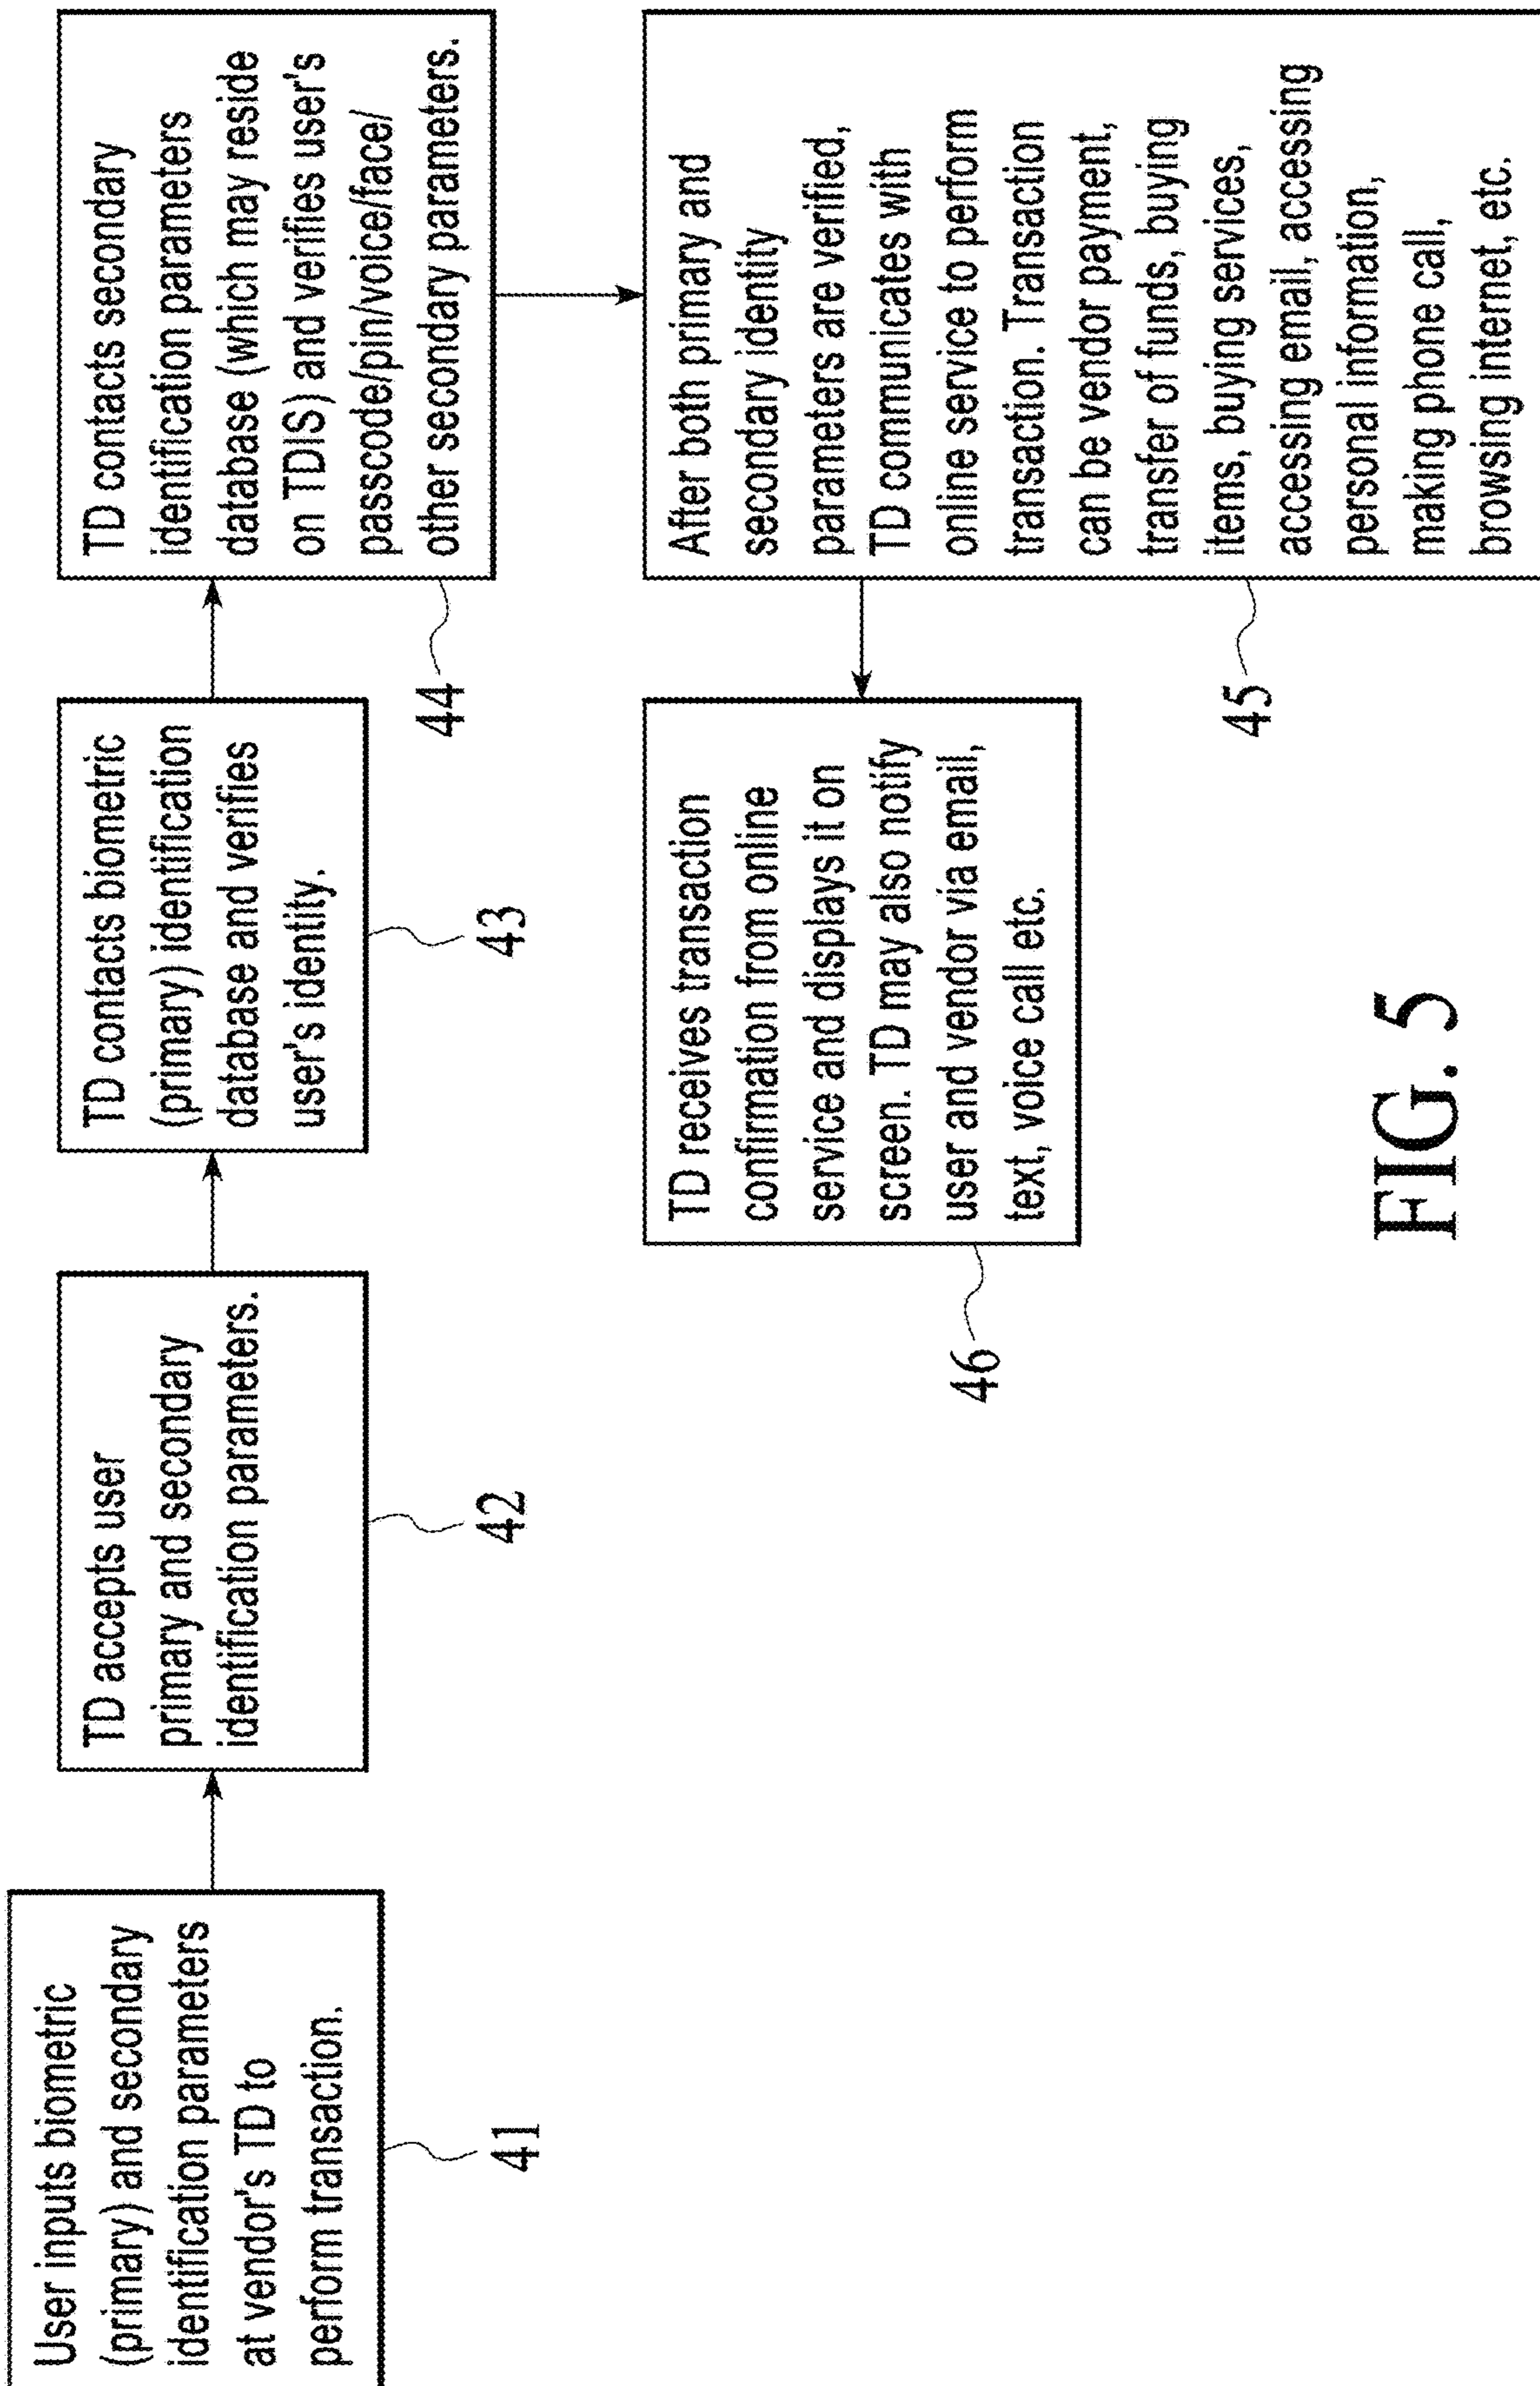 User inputs biometric
(primary) and secondary
identification parameters
at vendor's TD to
perform transaction.
41
TD accepts user
primary and secondary
identification parameters.
42
TD contacts biometric
(primary) identification
database and verifies
user's identity.
43
TD contacts secondary
identification parameters
database (which may reside
on TDIS) and verifies user's
passcode/pin/voice/face/
other secondary parameters.
44
After both primary and
secondary identity
parameters are verified,
TD communicates with
online service to perform
transaction. Transaction
can be vendor payment,
transfer of funds, buying
items, buying services,
accessing email, accessing
personal information,
making phone call,
browsing internet, etc.
45
TD receives transaction
confirmation from online
service and displays it on
screen. TD may also notify
user and vendor via email,
text, voice call etc.
46
FIG. 5